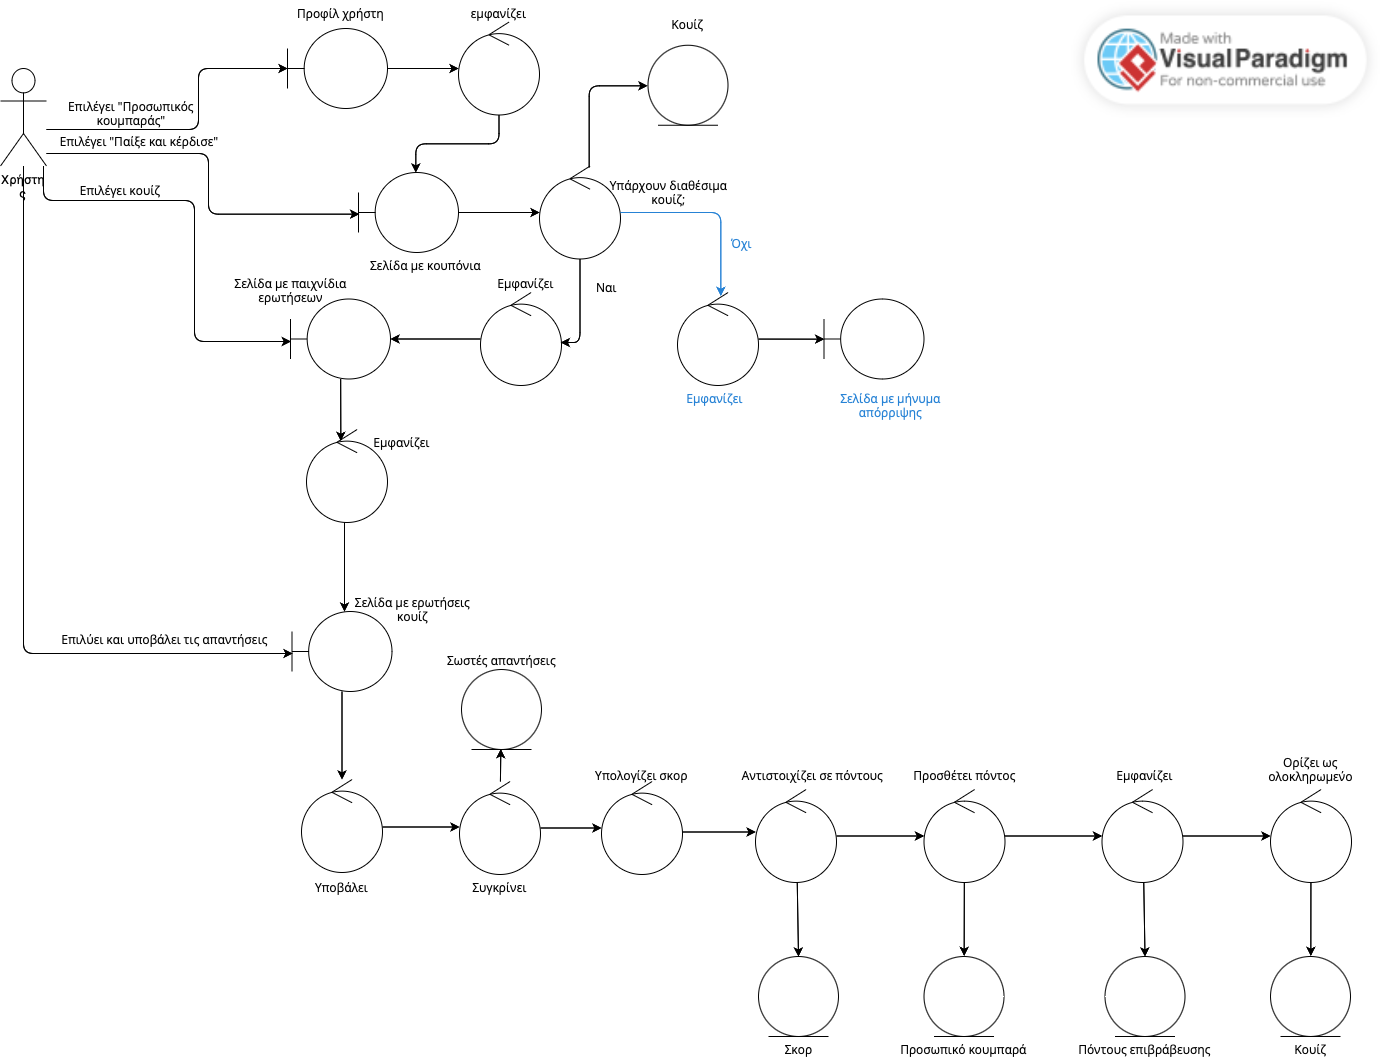 Προφίλ χρήστη
εμφανίζει
Κουίζ
Made with
Visual Paradigm
For non-commercial use
Επιλέγει "Προσωπικός
κουμπαράς"
Επιλέγει "Παίξε και κέρδισε"
Χρήστη
ς
Επιλέγει κουίζ
Υπάρχουν διαθέσιμα
κουίζ;
Όχι
Σελίδα με κουπόνια
Σελίδα με παιχνίδια
ερωτήσεων
Εμφανίζει
Ναι
Εμφανίζει
Σελίδα με μήνυμα
απόρριψης
Εμφανίζει
Σελίδα με ερωτήσεις
κουίζ
Επιλύει και υποβάλει τις απαντήσεις
Σωστές απαντήσεις
Υπολογίζει σκορ
Αντιστοιχίζει σε πόντους
Προσθέτει πόντος
Εμφανίζει
Ορίζει ως
ολοκληρωμένο
Υποβάλει
Συγκρίνει
Σκορ
Προσωπικό κουμπαρά
Πόντους επιβράβευσης
Κουίζ